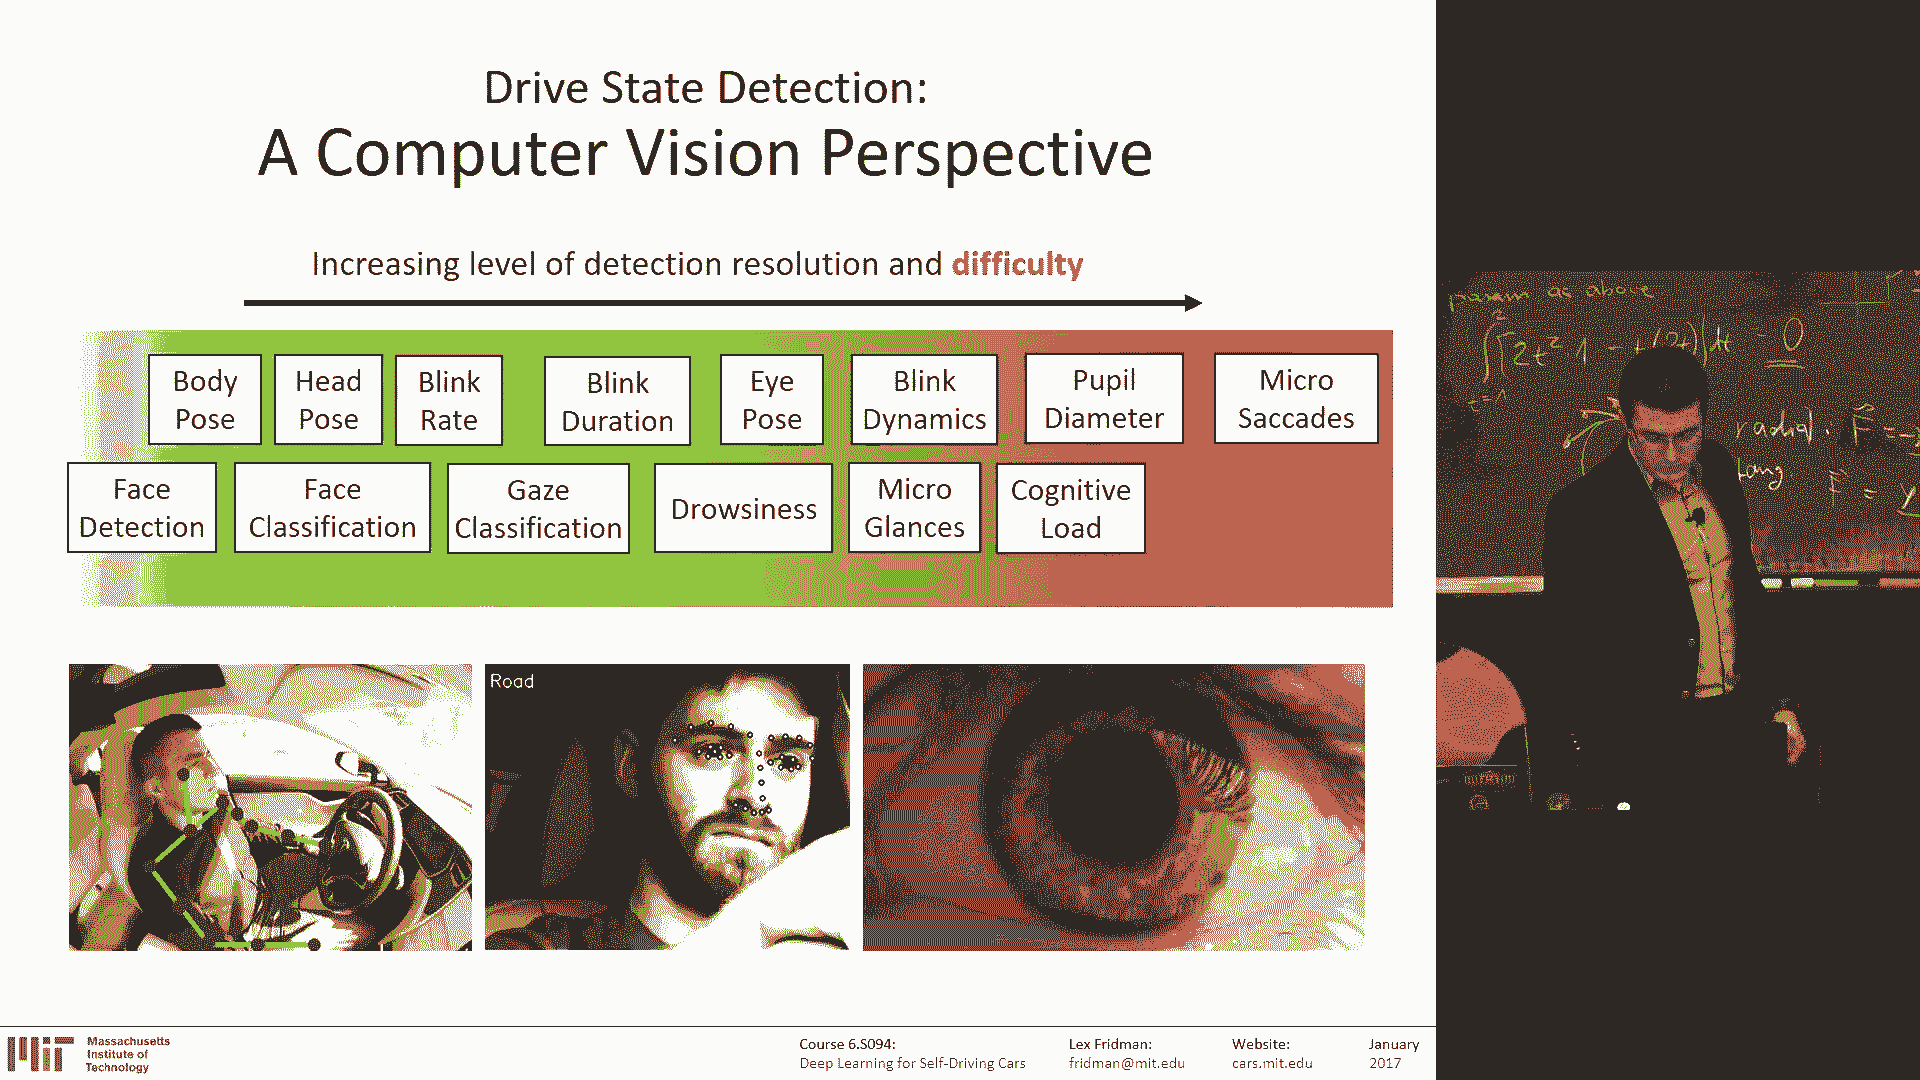 Drive State Detection:
A Computer Vision Perspective
Increasing level of detection resolution and difficulty
Body
Pose
Head
Pose
Blink
Rate
Blink
Duration
Eye
Pose
Blink
Dynamics
Pupil
Diameter
Micro
Saccades
Face
Detection
Face
Classification
Gaze
Classification
Drowsiness
Micro
Glances
Cognitive
Load
Road
param as above
radial.
tang
MIT
Massachusetts
Institute of
Technology
Course 6.S094:
Deep Learning for Self-Driving Cars
Lex Fridman:
fridman@mit.edu
Website:
cars.mit.edu
January
2017